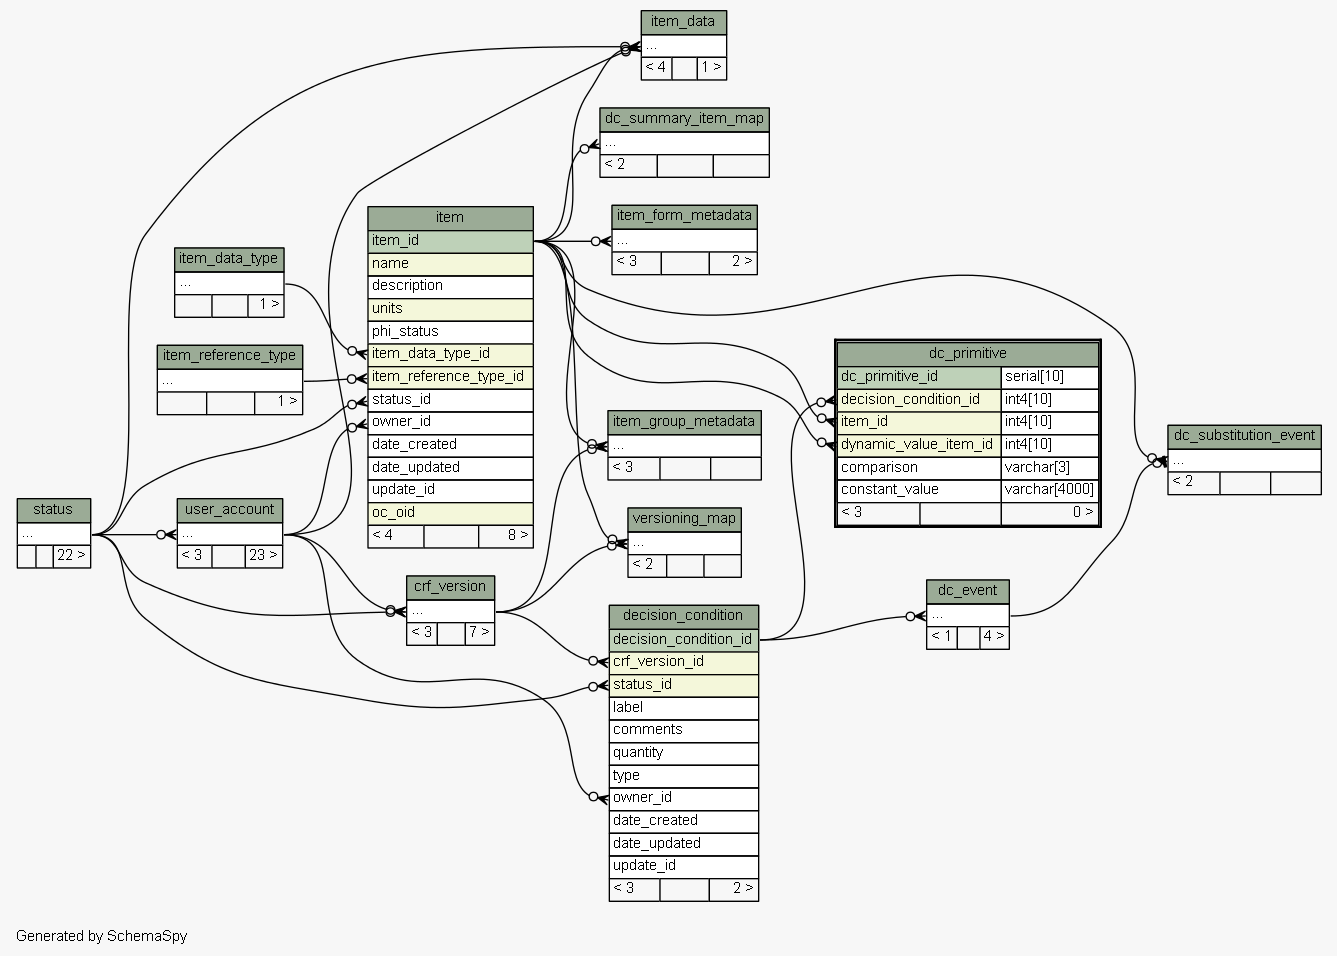 item_data
...
< 4 1 >
dc_summary_item_map
...
< 2
item_form_metadata
...
< 3 2 >
item
item_id
name
description
units
phi_status
item_data_type_id
item_reference_type_id
status_id
owner_id
date_created
date_updated
update_id
oc_oid
< 4 8 >
item_data_type
...
1 >
item_reference_type
...
1 >
dc_primitive
dc_primitive_id serial[10]
decision_condition_id int4[10]
item_id int4[10]
dynamic_value_item_id int4[10]
comparison varchar[3]
constant_value varchar[4000]
< 3 0 >
item_group_metadata
...
< 3
dc_substitution_event
...
< 2
status
...
22 >
user_account
...
< 3 23 >
versioning_map
...
< 2
crf_version
...
< 3 7 >
dc_event
...
< 1 4 >
decision_condition
decision_condition_id
crf_version_id
status_id
label
comments
quantity
type
owner_id
date_created
date_updated
update_id
< 3 2 >
Generated by SchemaSpy